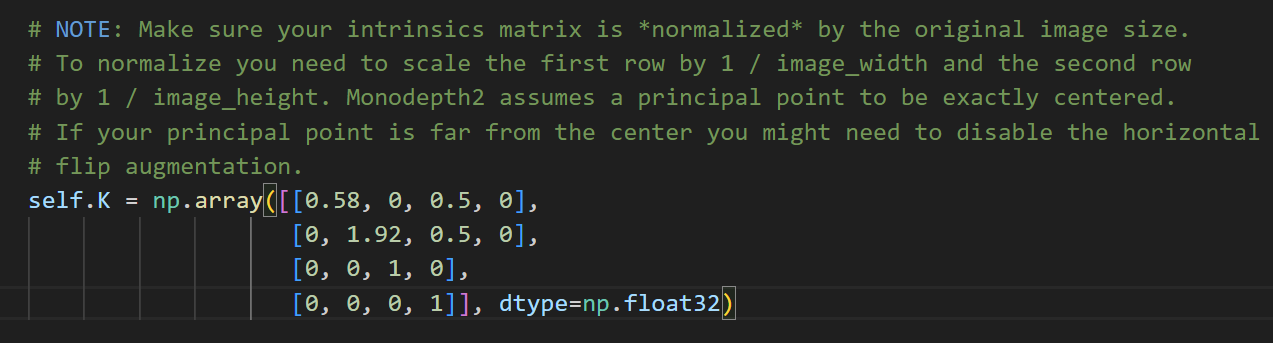 # NOTE: Make sure your intrinsics matrix is *normalized* by the original image size.
# To normalize you need to scale the first row by 1 / image_width and the second row
# by 1 / image_height. Monodepth2 assumes a principal point to be exactly centered.
# If your principal point is far from the center you might need to disable the horizontal
# flip augmentation.
self.K = np.array([[0.58, 0, 0.5, 0],
[0, 1.92, 0.5, 0],
[0, 0, 1, 0],
[0, 0, 0, 1]], dtype=np.float32)